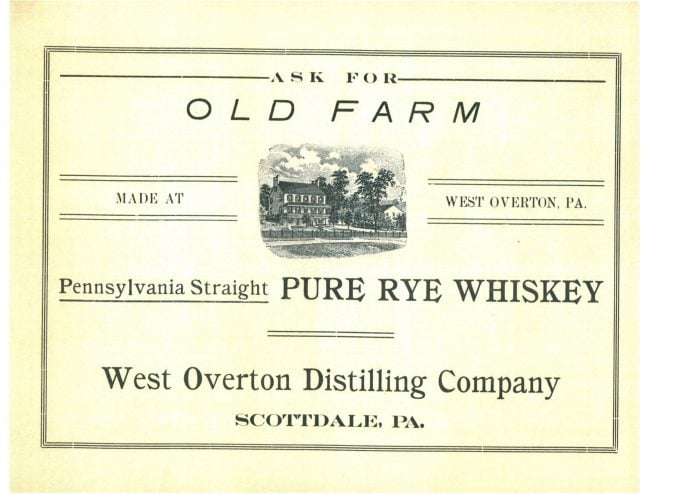 ASK FOR
OLD FARM
MADE AT
WEST OVERTON, PA.
Pennsylvania Straight PURE RYE WHISKEY
West Overton Distilling Company
SCOTTDALE, PA.